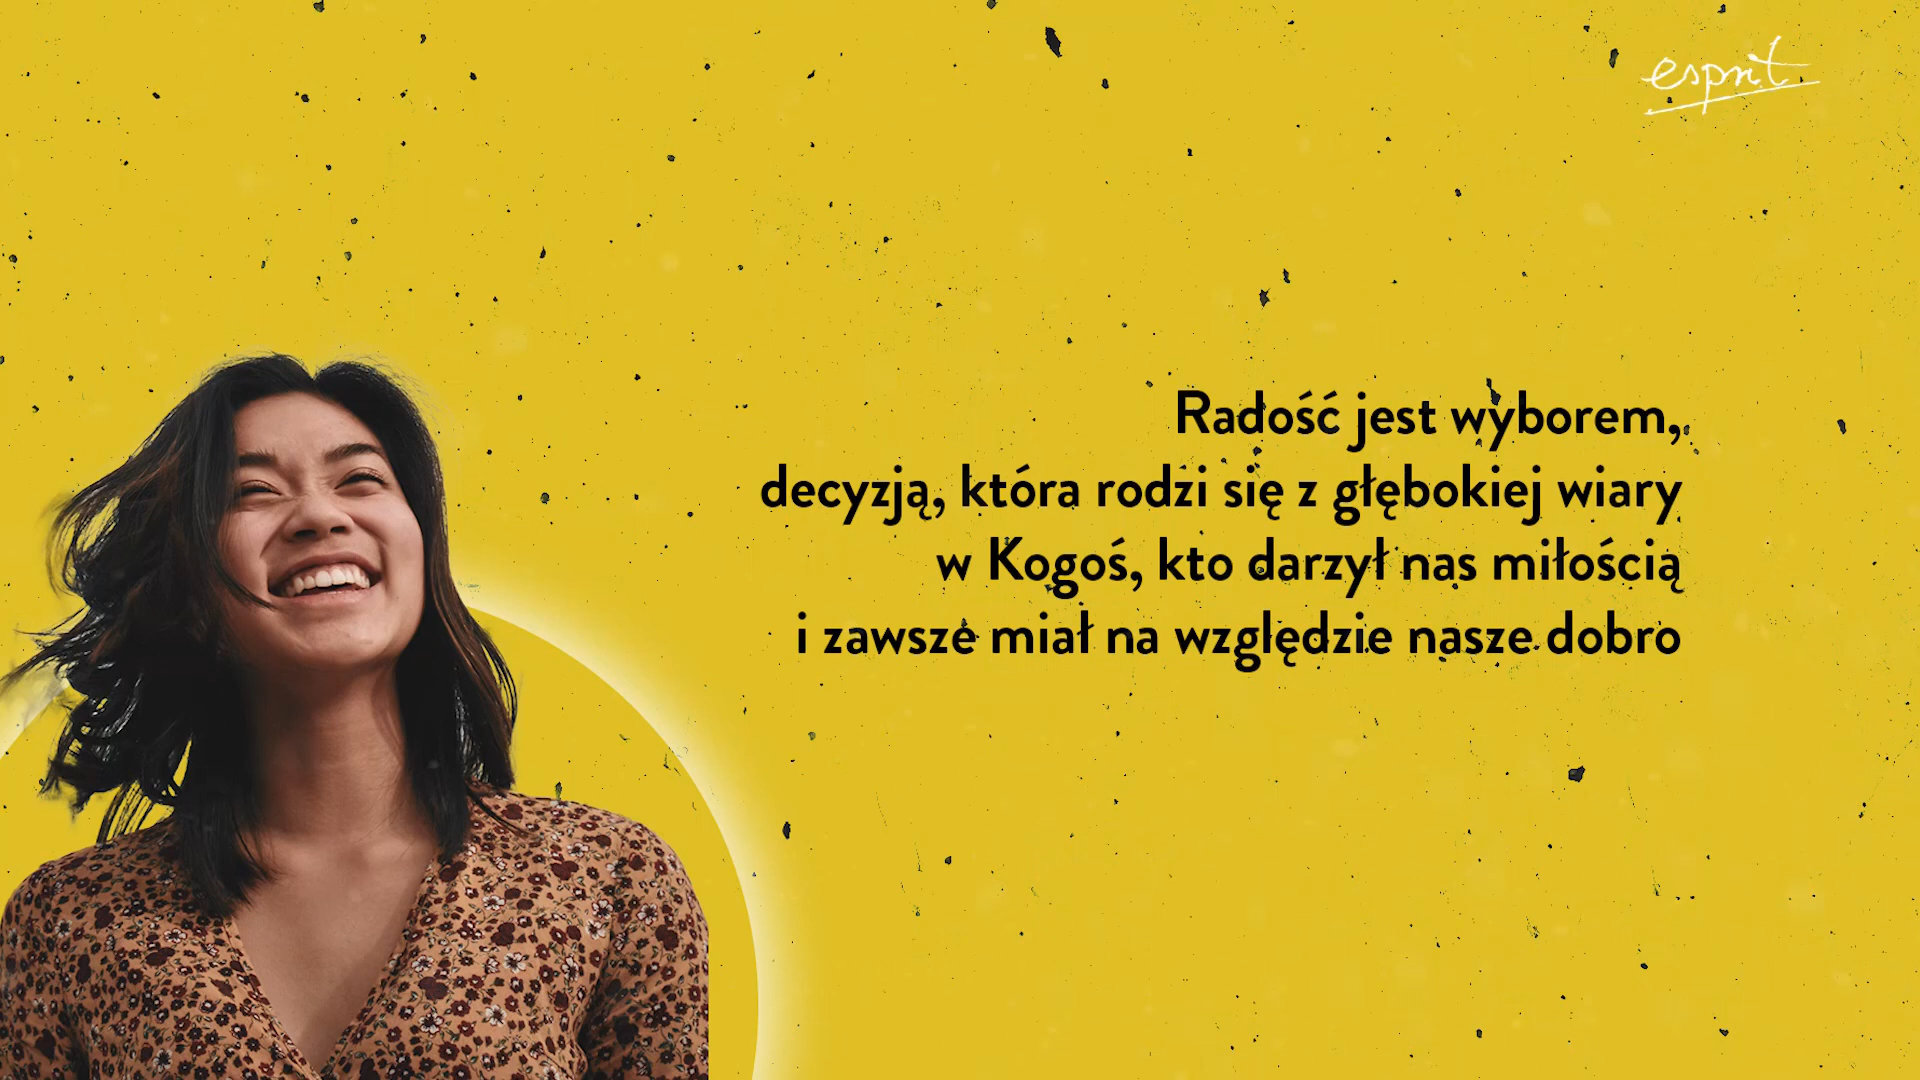 esprit
Radość jest wyborem,
decyzją, która rodzi się z głębokiej wiary
w Kogoś, kto darzył nas miłością
i zawsze miał na względzie nasze dobro